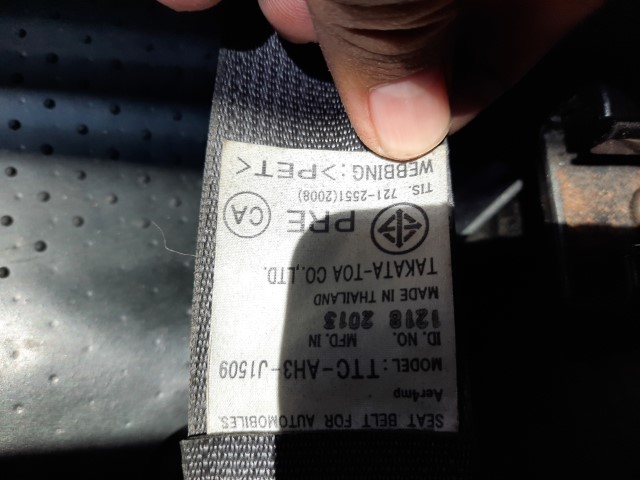 SEAT BELT FOR AUTOMOBILES.
Aer4mp
MODEL: TTC-AH3-J1509
ID. NO. MFD. IN
1218 2013
MADE IN THAILAND
TAKATA-TOA CO.,LTD.
PRE CA
TIS. 721-2551(2008)
WEBBING: >PET<